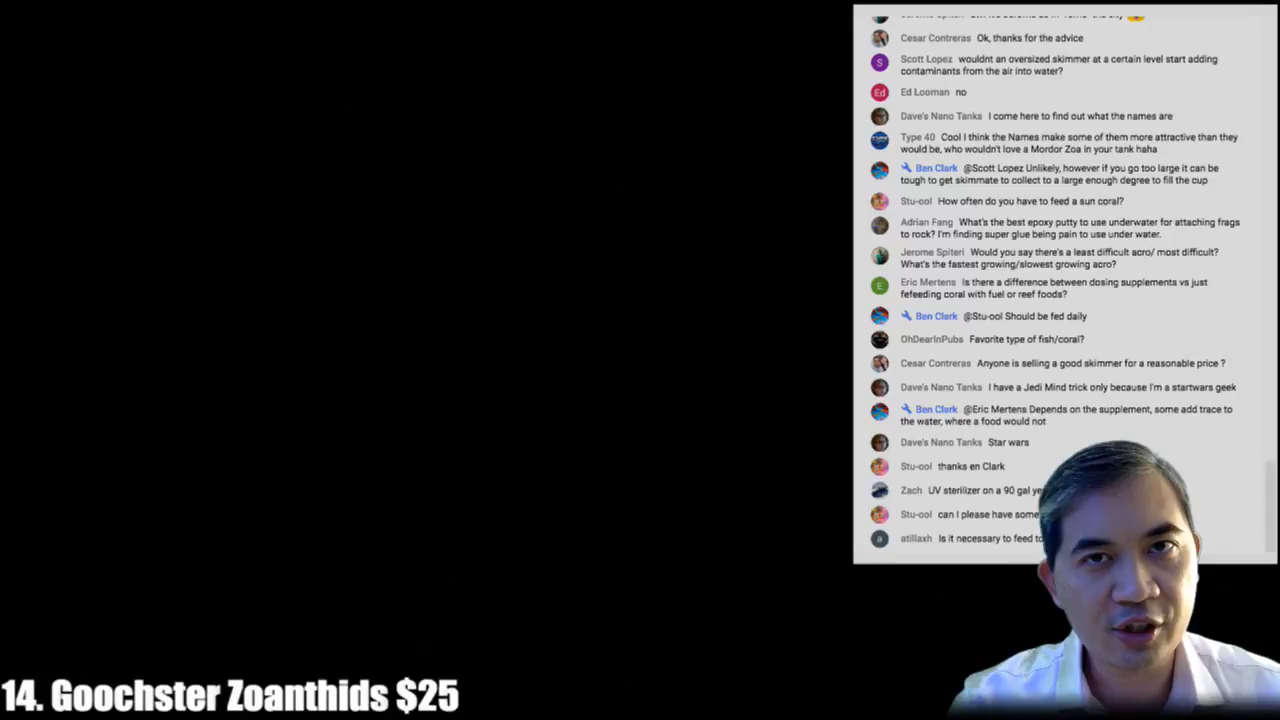 Cesar Contreras Ok, thanks for the advice
S
Scott Lopez wouldnt an oversized skimmer at a certain level start adding
contaminants from the air into water?
Ed
Ed Looman no
Dave's Nano Tanks I come here to find out what the names are
Type 40 Cool I think the Names make some of them more attractive than they
would be, who wouldn't love a Mordor Zoa in your tank haha
Ben Clark @Scott Lopez Unlikely, however if you go too large it can be
tough to get skimmate to collect to a large enough degree to fill the cup
Stu-ool How often do you have to feed a sun coral?
Adrian Fang What's the best epoxy putty to use underwater for attaching frags
to rock? I'm finding super glue being pain to use under water.
Jerome Spiteri Would you say there's a least difficult acro/ most difficult?
What's the fastest growing/slowest growing acro?
E
Eric Mertens Is there a difference between dosing supplements vs just
fefeeding coral with fuel or reef foods?
Ben Clark @Stu-ool Should be fed daily
OhDearInPubs Favorite type of fish/coral?
Cesar Contreras Anyone is selling a good skimmer for a reasonable price ?
Dave's Nano Tanks I have a Jedi Mind trick only because I'm a startwars geek
Ben Clark @Eric Mertens Depends on the supplement, some add trace to
the water, where a food would not
Dave's Nano Tanks Star wars
Stu-ool thanks en Clark
Zach UV sterilizer on a 90 gal
Stu-ool can I please have some
a
atillaxh Is it necessary to feed
14. Goochster Zoanthids $25